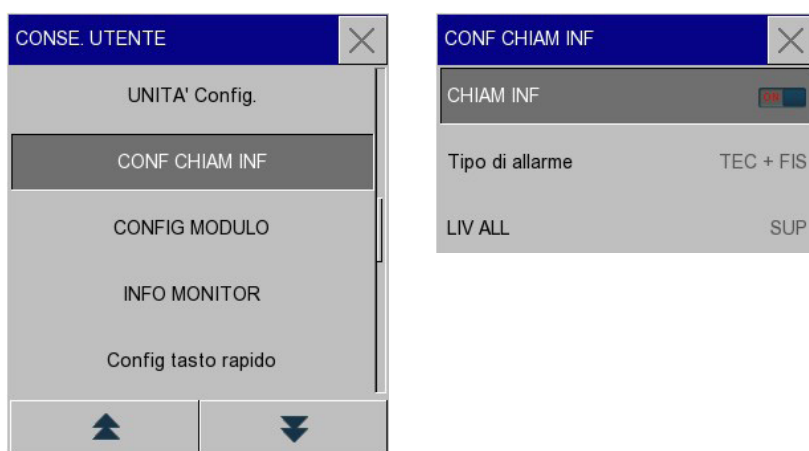 CONSE. UTENTE
UNITA' Config.
CONF CHIAM INF
CONFIG MODULO
INFO MONITOR
Config tasto rapido
CONF CHIAM INF
CHIAM INF ON
Tipo di allarme TEC + FIS
LIV ALL SUP